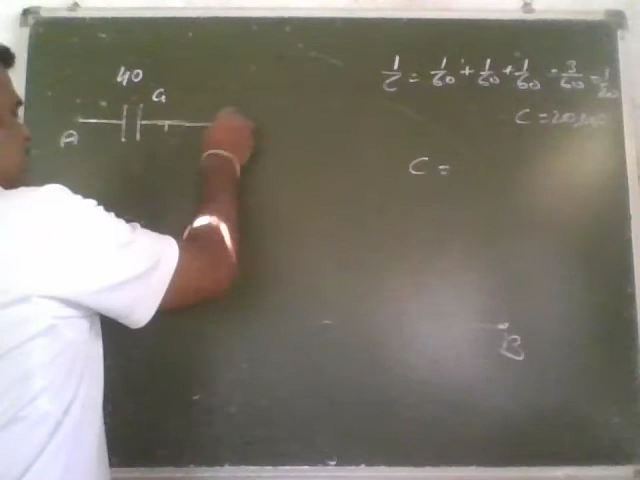 40
G
A
1/C = 1/60 + 1/60 + 1/60 = 3/60 = 1/20
C = 20
C =
B